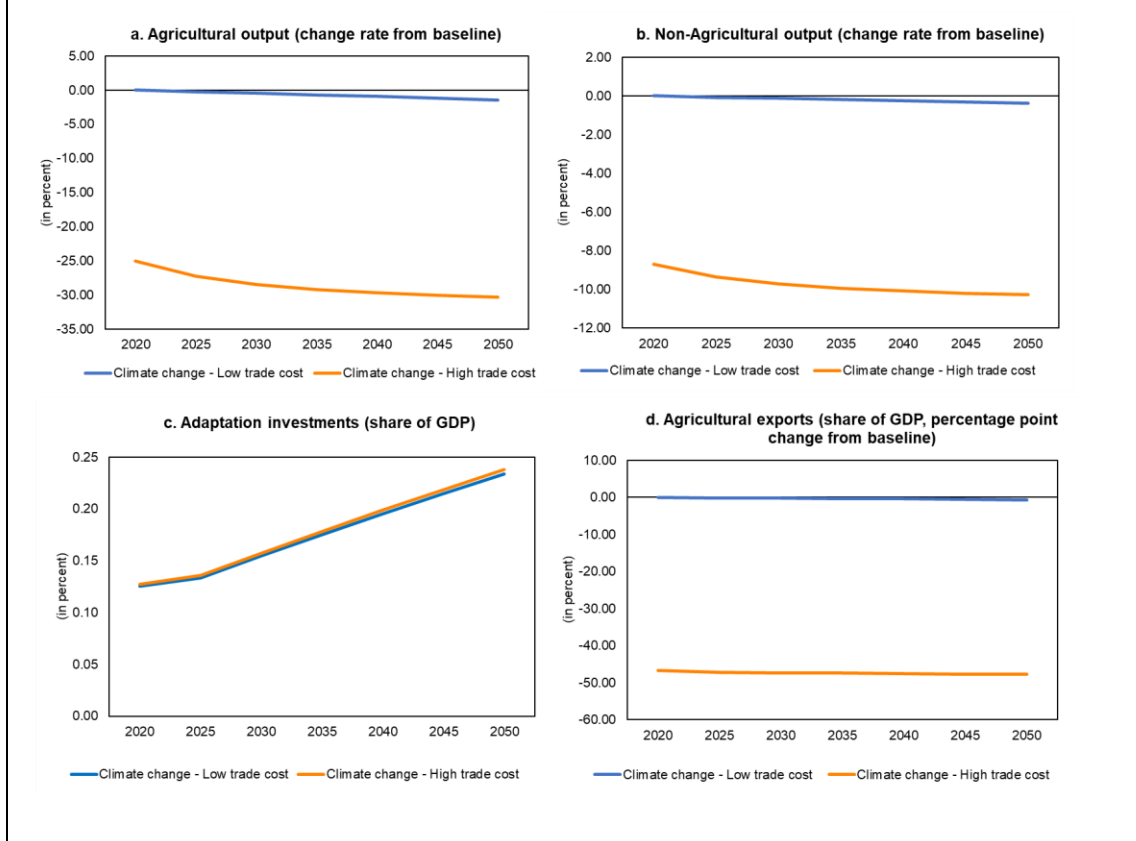 a. Agricultural output (change rate from baseline)
5.00
0.00
-5.00
-10.00
-15.00
-20.00
-25.00
-30.00
-35.00
(in percent)
2020 2025 2030 2035 2040 2045 2050
Climate change - Low trade cost Climate change - High trade cost
b. Non-Agricultural output (change rate from baseline)
2.00
0.00
-2.00
-4.00
-6.00
-8.00
-10.00
-12.00
(in percent)
2020 2025 2030 2035 2040 2045 2050
Climate change - Low trade cost Climate change - High trade cost
c. Adaptation investments (share of GDP)
0.25
0.20
0.15
0.10
0.05
0.00
(in percent)
2020 2025 2030 2035 2040 2045 2050
Climate change - Low trade cost Climate change - High trade cost
d. Agricultural exports (share of GDP, percentage point
change from baseline)
10.00
0.00
-10.00
-20.00
-30.00
-40.00
-50.00
-60.00
(in percent)
2020 2025 2030 2035 2040 2045 2050
Climate change - Low trade cost Climate change - High trade cost